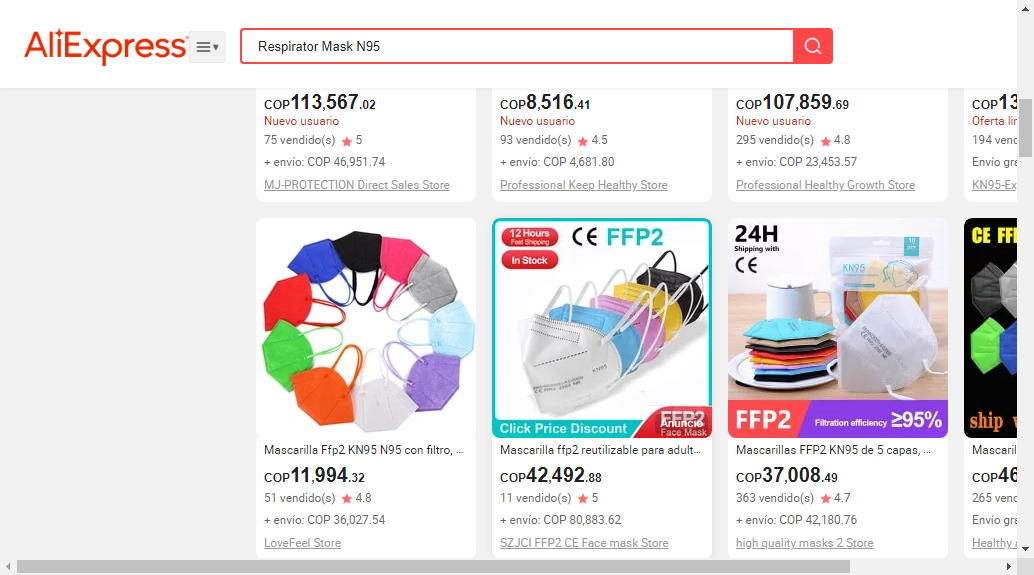 AliExpress
Respirator Mask N95
COP113,567.02
Nuevo usuario
75 vendido(s) 5
+ envío: COP 46,951.74
MJ-PROTECTION Direct Sales Store
COP8,516.41
Nuevo usuario
93 vendido(s) 4.5
+ envío: COP 4,681.80
Professional Keep Healthy Store
COP107,859.69
Nuevo usuario
295 vendido(s) 4.8
+ envío: COP 23,453.57
Professional Healthy Growth Store
COP13
Oferta lir
194 venc
Envío gra
KN95-Ex
Mascarilla Ffp2 KN95 N95 con filtro, ...
COP11,994.32
51 vendido(s) 4.8
+ envío: COP 36,027.54
LoveFeel Store
12 Hours
Fast Shipping
In Stock
CE FFP2
KN95
Click Price Discount
FFP2
Anuncio
Face Mask
Mascarilla ffp2 reutilizable para adult...
COP42,492.88
11 vendido(s) 5
+ envío: COP 80,883.62
SZJCI FFP2 CE Face mask Store
24H
Shipping with
CE
KN95
FFP2
Filtration efficiency ≥95%
Mascarillas FFP2 KN95 de 5 capas, ...
COP37,008.49
363 vendido(s) 4.7
+ envío: COP 42,180.76
high quality masks 2 Store
CE FF
ship
Mascaril
COP46
265 venc
Envío gra
Healthy